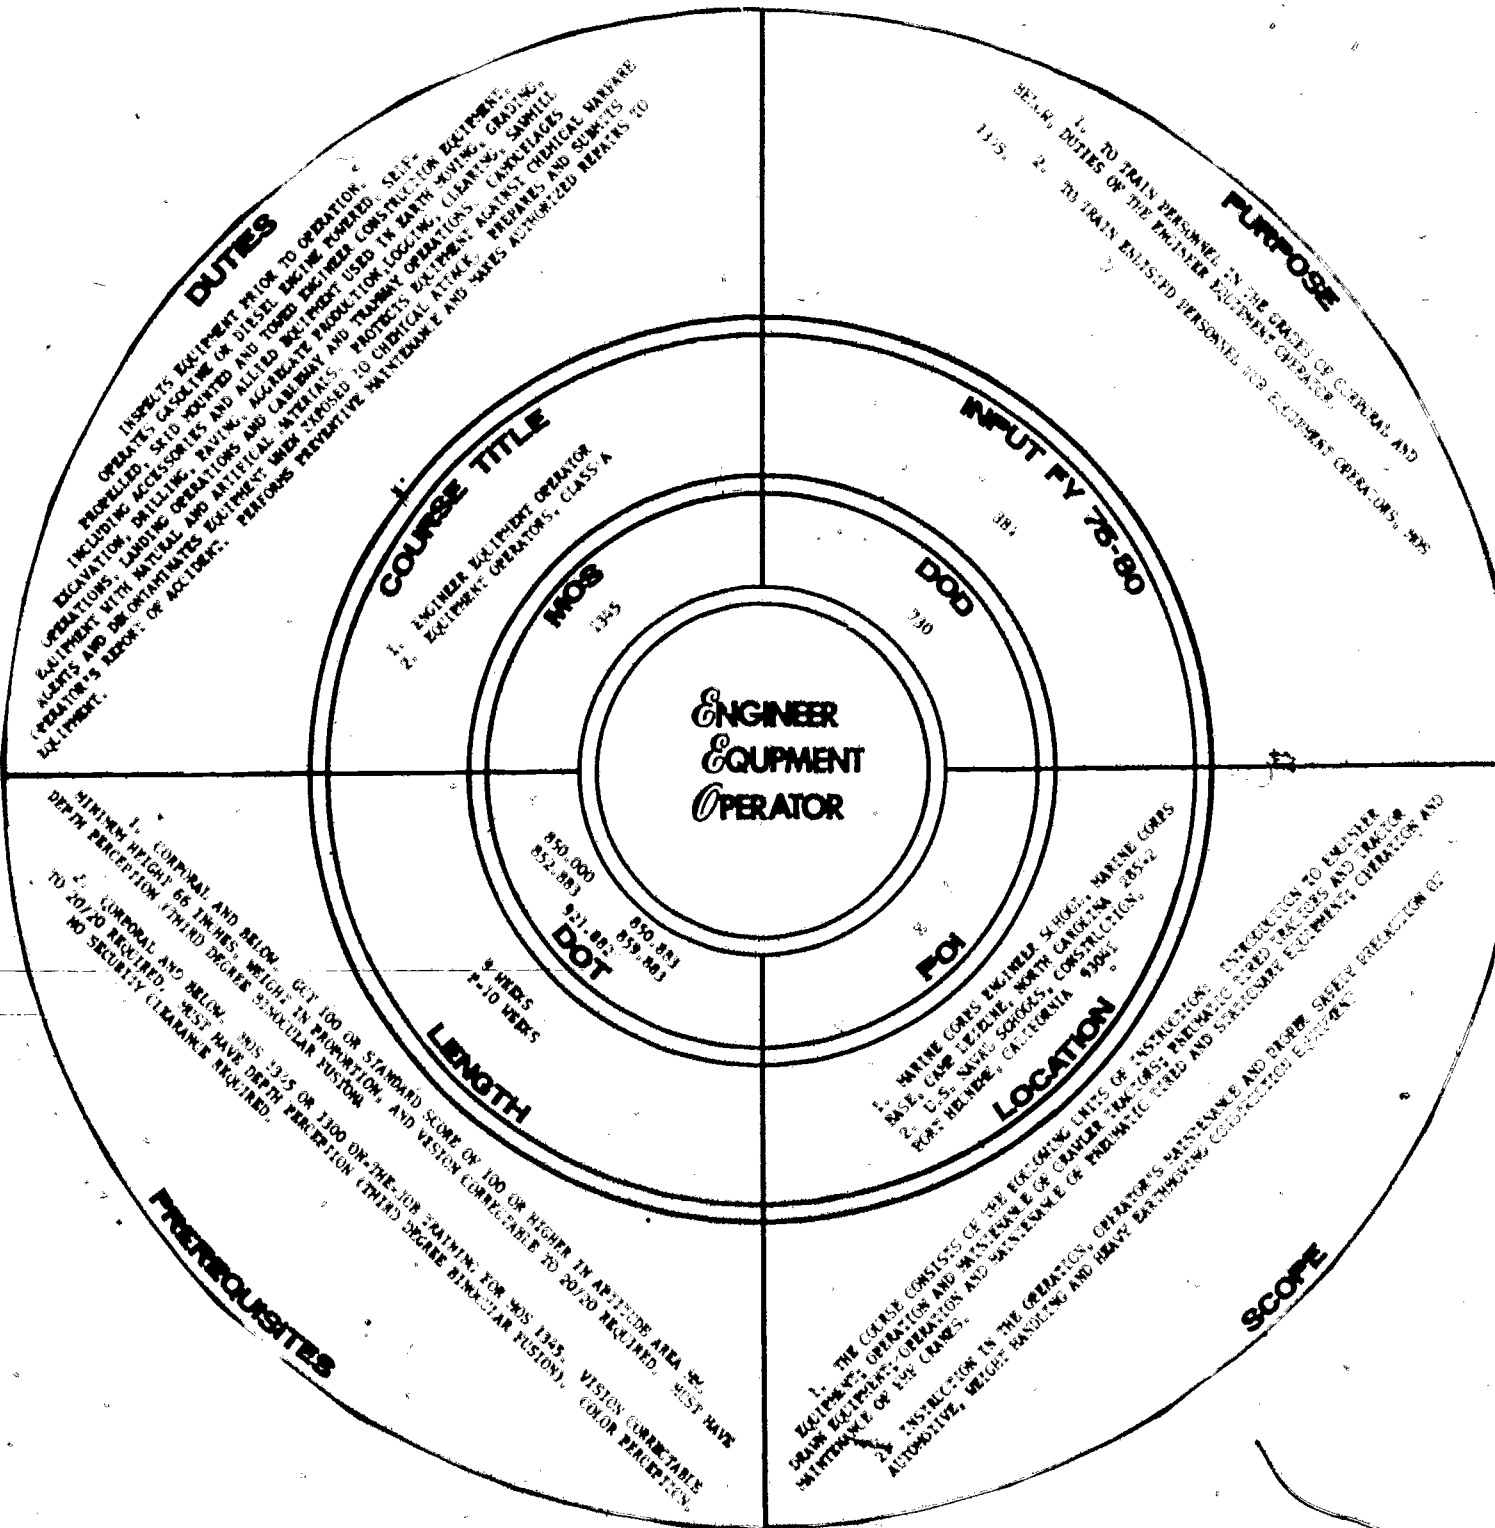 DUTIES
INSPECTS EQUIPMENT PRIOR TO OPERATION.
OPERATES GASOLINE OR DIESEL ENGINE POWERED, SELF-
PROPELLED, SKID MOUNTED AND TOWED ENGINEER CONSTRUCTION EQUIPMENT,
INCLUDING ACCESSORIES AND ALLIED EQUIPMENT USED IN EARTH MOVING, GRADING,
EXCAVATION, DRILLING, PAVING, AGGREGATE PRODUCTION, LOGGING, CLEARING, SAWMILL
OPERATIONS, LANDING OPERATIONS AND CABLEWAY AND TRAMWAY OPERATIONS. CAMOUFLAGES
EQUIPMENT WITH NATURAL AND ARTIFICAL MATERIALS. PROTECTS EQUIPMENT AGAINST CHEMICAL WARFARE
AGENTS AND DECONTAMINATES EQUIPMENT WHEN EXPOSED TO CHEMICAL ATTACK. PREPARES AND SUBMITS
OPERATOR'S REPORT OF ACCIDENT. PERFORMS PREVENTIVE MAINTENANCE AND MAKES AUTHORIZED REPAIRS TO
EQUIPMENT.
PURPOSE
1. TO TRAIN PERSONNEL IN THE GRADES OF CORPORAL AND
BELOW, DUTIES OF THE ENGINEER EQUIPMENT OPERATOR.
2. TO TRAIN ENLISTED PERSONNEL FOR EQUIPMENT OPERATORS, MOS
1345.
COURSE TITLE
1. ENGINEER EQUIPMENT OPERATOR
2. EQUIPMENT OPERATORS, CLASS A
INPUT FY 78-80
MOS
1345
DOD
730
ENGINEER
EQUPMENT
OPERATOR
850.000
852.883
921.882
850.883
859.883
DOT
POI
LENGTH
9 WEEKS
P-10 WEEKS
1. MARINE CORPS ENGINEER SCHOOL, MARINE CORPS
BASE, CAMP LEJEUNE, NORTH CAROLINA 28542
2. U.S. NAVAL SCHOOLS, CONSTRUCTION,
PORT HEUNEME, CALIFORNIA 93041
LOCATION
PREREQUISITES
1. CORPORAL AND BELOW. GCT 100 OR STANDARD SCORE OF 100 OR HIGHER IN APTITUDE AREA
MINIMUM HEIGHT 66 INCHES, WEIGHT IN PROPORTION, AND VISION CORRECTABLE TO 20/20 REQUIRED. MUST HAVE
DEPTH PERCEPTION (THIRD DEGREE BINOCULAR FUSION).
2. CORPORAL AND BELOW. MOS 1345 OR 1300 ON-THE-JOB TRAINING FOR MOS 1345. VISION CORRECTABLE
TO 20/20 REQUIRED. MUST HAVE DEPTH PERCEPTION (THIRD DEGREE BINOCULAR FUSION). COLOR PERCEPTION.
NO SECURITY CLEARANCE REQUIRED.
SCOPE
1. THE COURSE CONSISTS OF THE FOLLOWING UNITS OF INSTRUCTION: INTRODUCTION TO ENGINEER
EQUIPMENT; OPERATION AND MAINTENANCE OF CRAWLER TRACTORS; PNEUMATIC TIRED TRACTORS AND TRACTOR
DRAWN EQUIPMENT; OPERATION AND MAINTENANCE OF PNEUMATIC TIRED AND STATIONARY EQUIPMENT; OPERATION AND
MAINTENANCE OF CRANES.
2. INSTRUCTION IN THE OPERATION, OPERATOR'S MAINTENANCE AND PROPER SAFETY PRECAUTION OF
AUTOMOTIVE, WEIGHT HANDLING AND HEAVY EARTHMOVING CONSTRUCTION EQUIPMENT